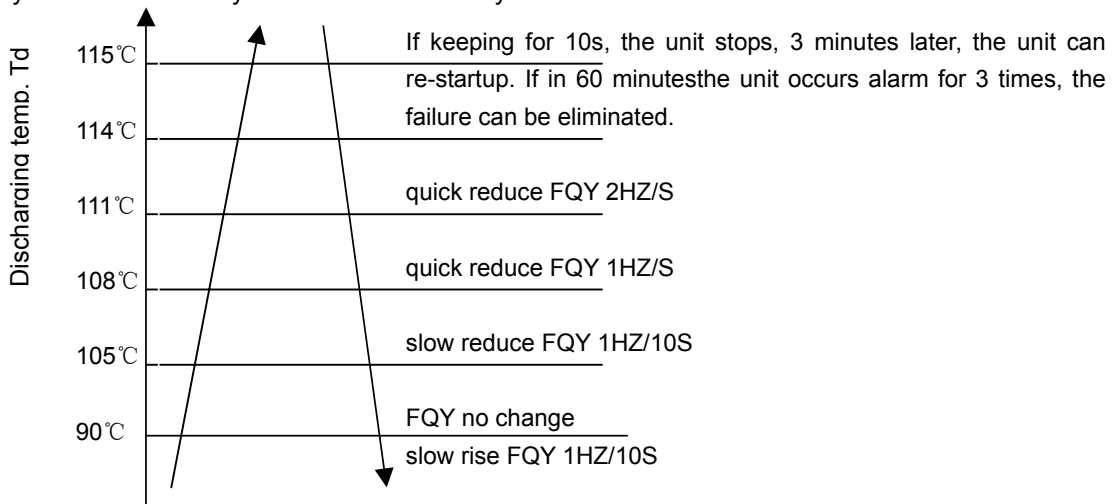 Discharging temp. Td
115℃
If keeping for 10s, the unit stops, 3 minutes later, the unit can
re-startup. If in 60 minutesthe unit occurs alarm for 3 times, the
failure can be eliminated.
114℃
111℃
quick reduce FQY 2HZ/S
108℃
quick reduce FQY 1HZ/S
105℃
slow reduce FQY 1HZ/10S
90℃
FQY no change
slow rise FQY 1HZ/10S